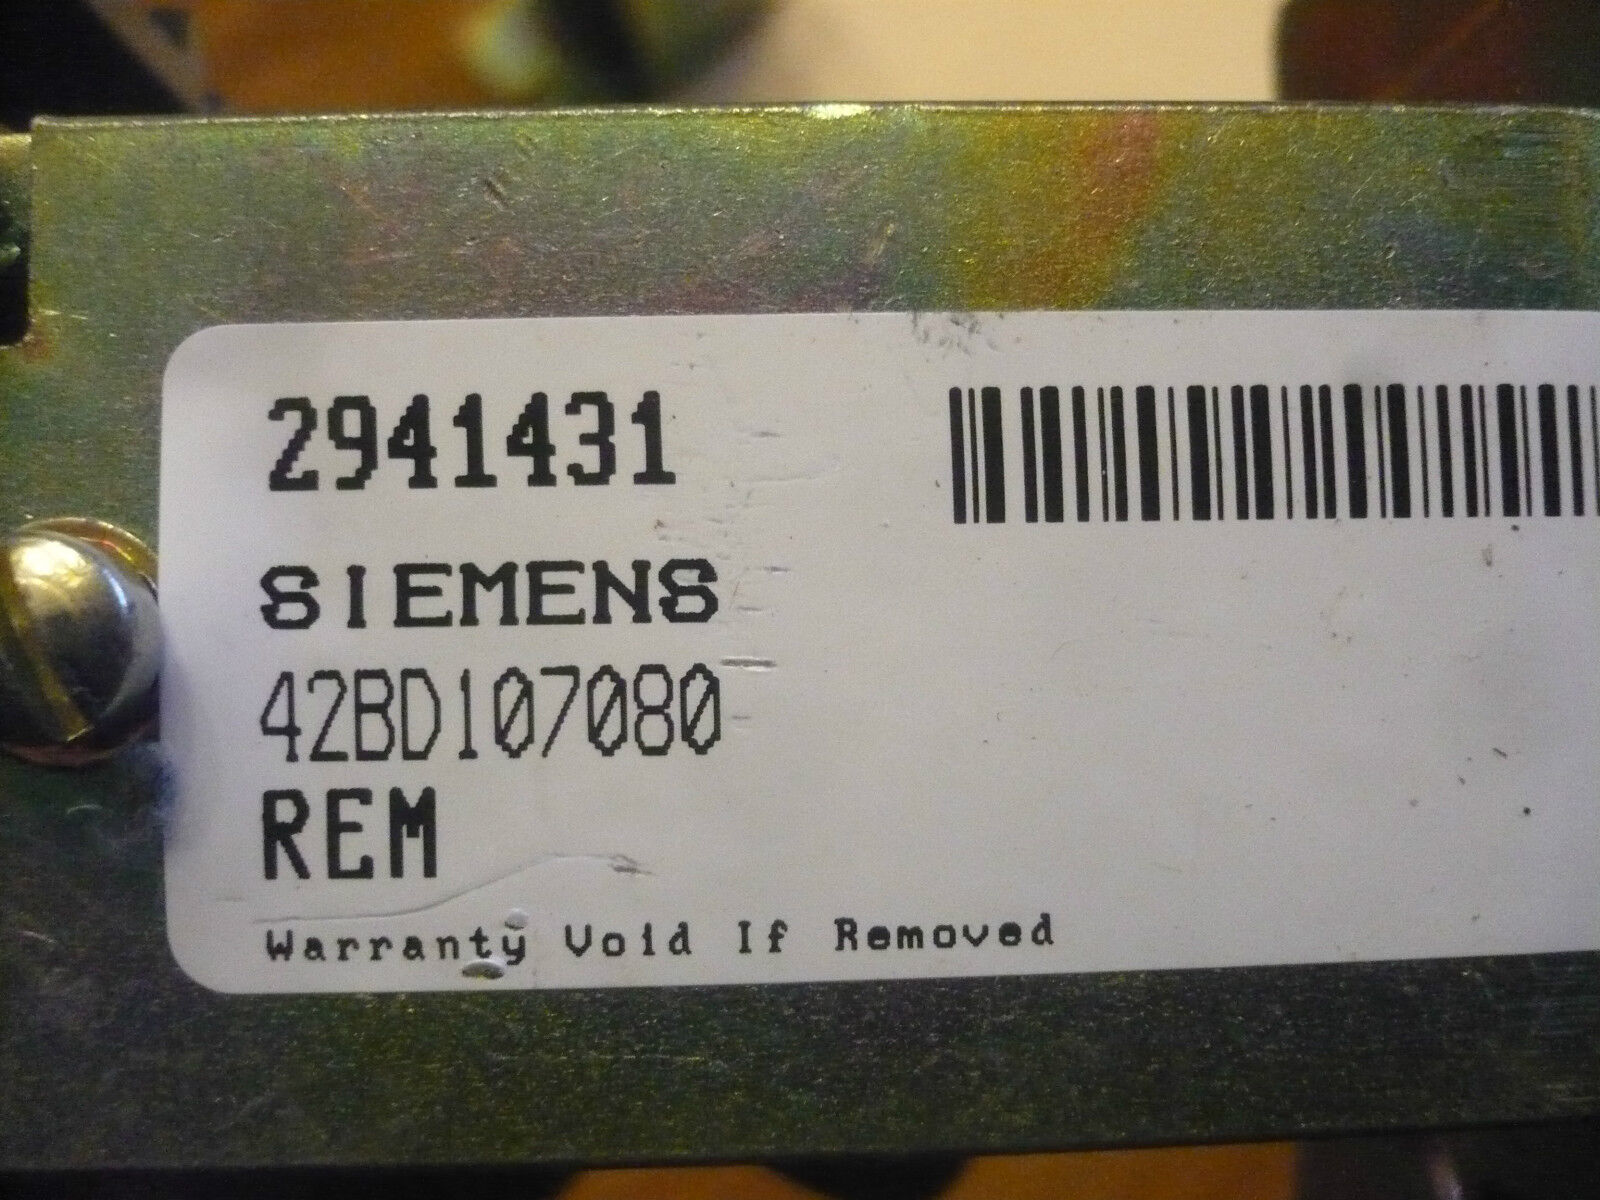 2941431
SIEMENS
42BD107080
REM
Warranty Void If Removed